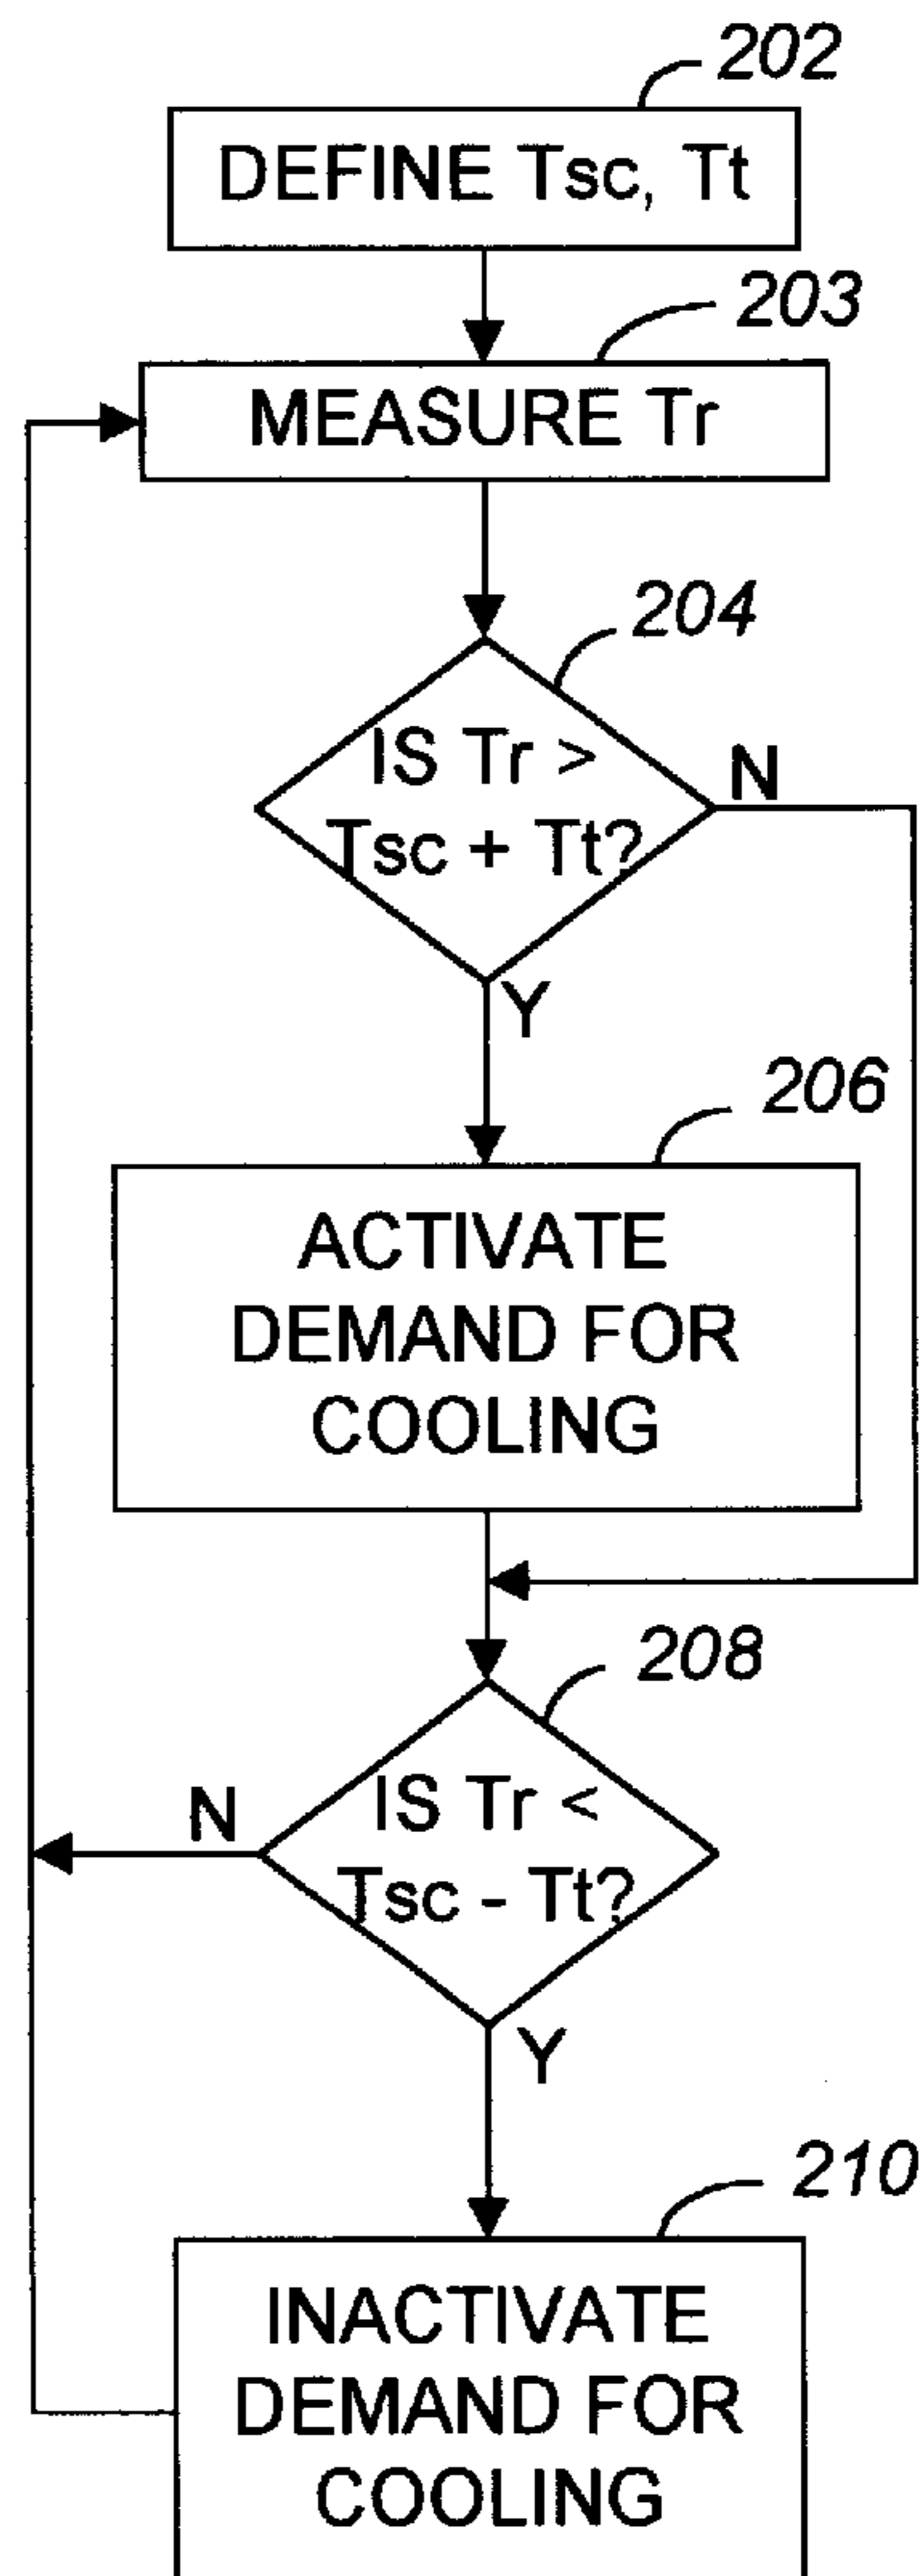 202
DEFINE Tsc, Tt
203
MEASURE Tr
204
IS Tr >
Tsc + Tt?
N
Y
206
ACTIVATE
DEMAND FOR
COOLING
208
IS Tr <
Tsc - Tt?
N
Y
210
INACTIVATE
DEMAND FOR
COOLING